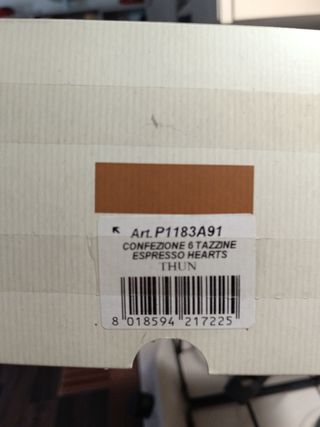 Art. P1183A91
CONFEZIONE 6 TAZZINE
ESPRESSO HEARTS
THUN
8 018594 217225